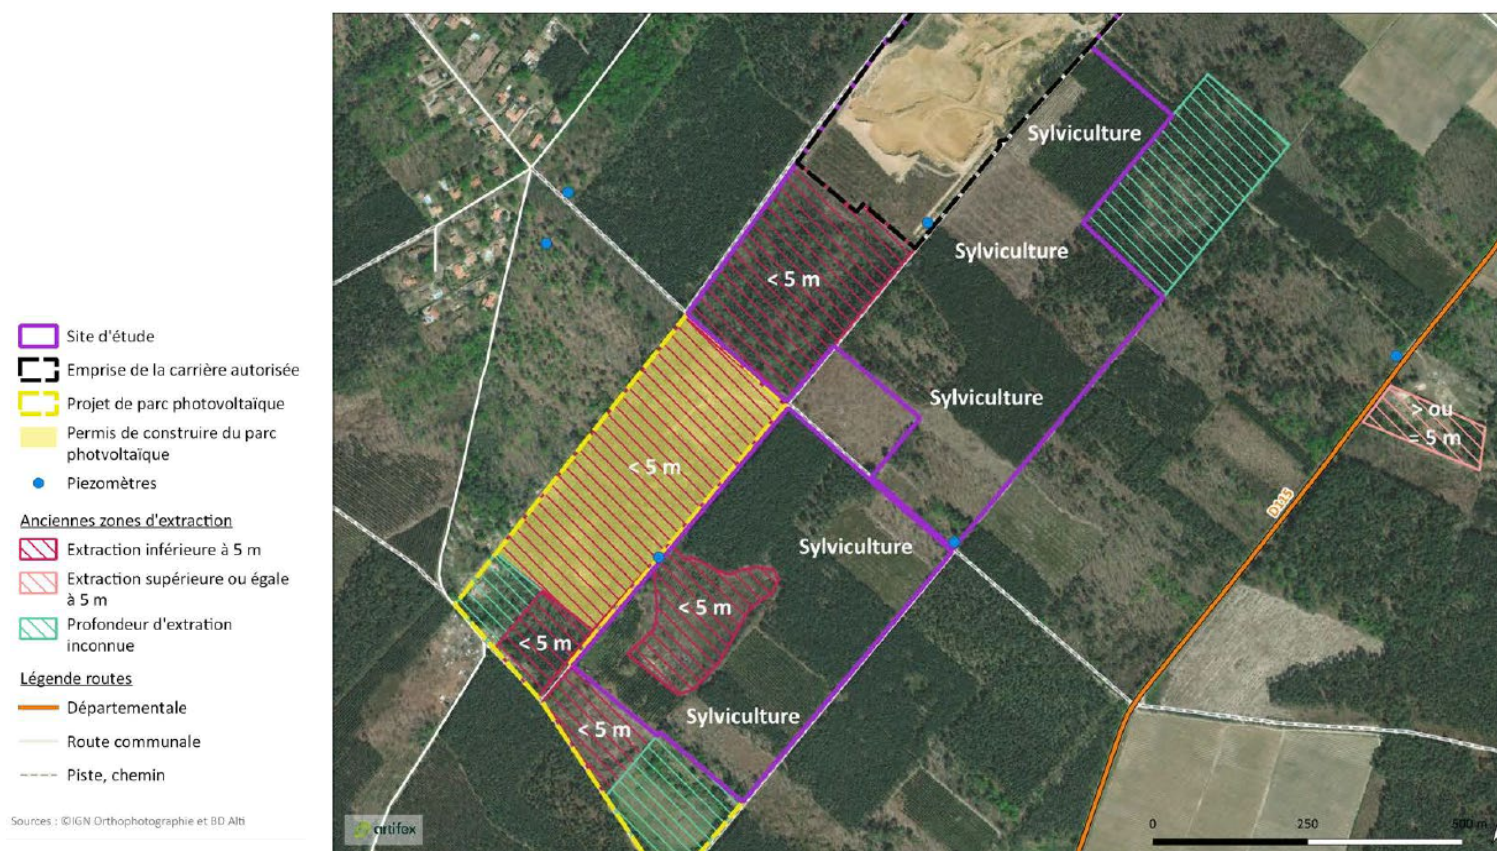 Site d'étude
Emprise de la carrière autorisée
Projet de parc photovoltaïque
Permis de construire du parc
photvoltaïque
Piezomètres
Anciennes zones d'extraction
Extraction inférieure à 5 m
Extraction supérieure ou égale
à 5 m
Profondeur d'extration
inconnue
Légende routes
Départementale
Route communale
Piste, chemin
Sources : ©IGN Orthophotographie et BD Alti
Sylviculture
Sylviculture
< 5 m
Sylviculture
> ou
= 5 m
< 5 m
D115
Sylviculture
< 5 m
< 5 m
Sylviculture
< 5 m
artifex
0 250 500 m